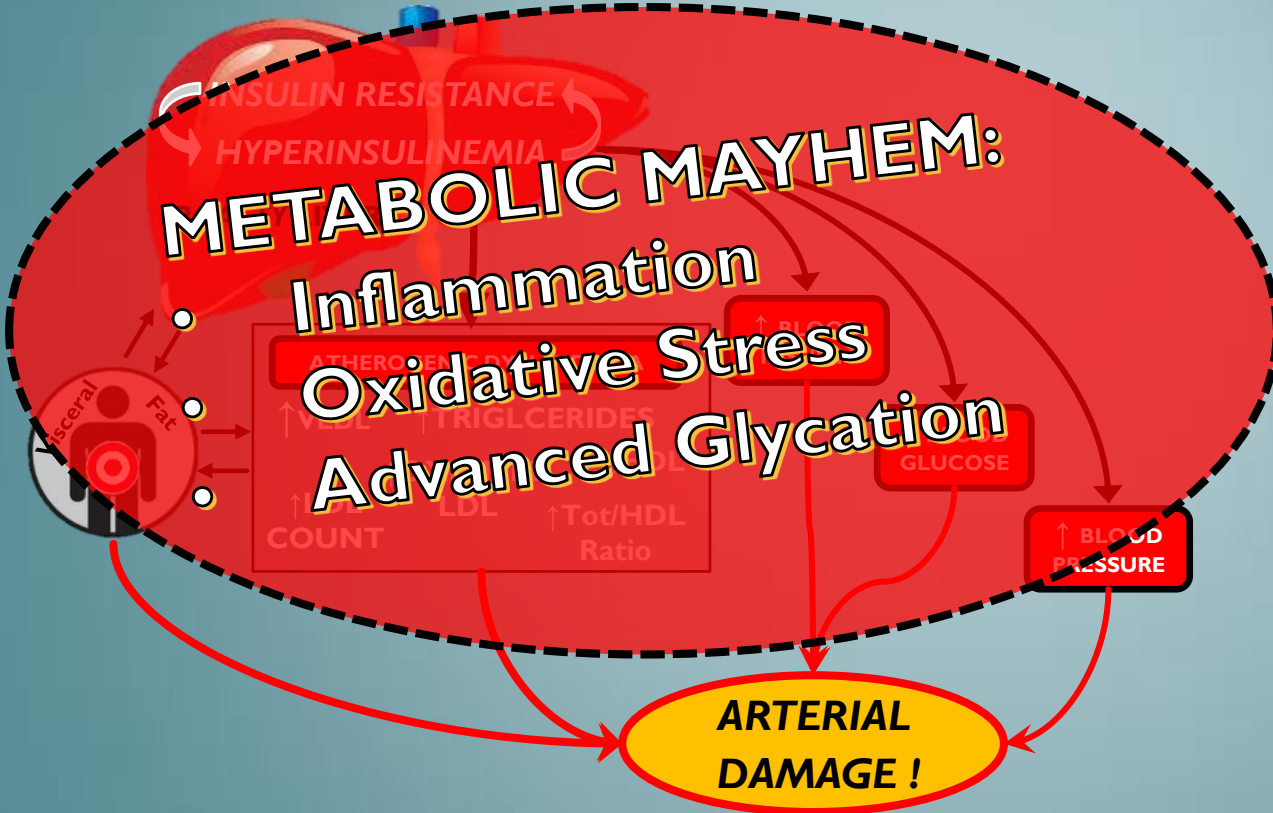 INSULIN RESISTANCE
HYPERINSULINEMIA
METABOLIC MAYHEM:
• Inflammation
• Oxidative Stress
• Advanced Glycation
Visceral Fat
↑ BLOOD
↑TRIGLCERIDES
GLUCOSE
COUNT
LDL
↑Tot/HDL
Ratio
↑ BLOOD
PRESSURE
ARTERIAL
DAMAGE !